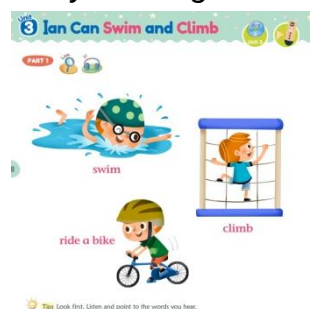 Unit
3 Ian Can Swim and Climb
PART 1
swim
climb
ride a bike
Tips Look first. Listen and point to the words you hear.